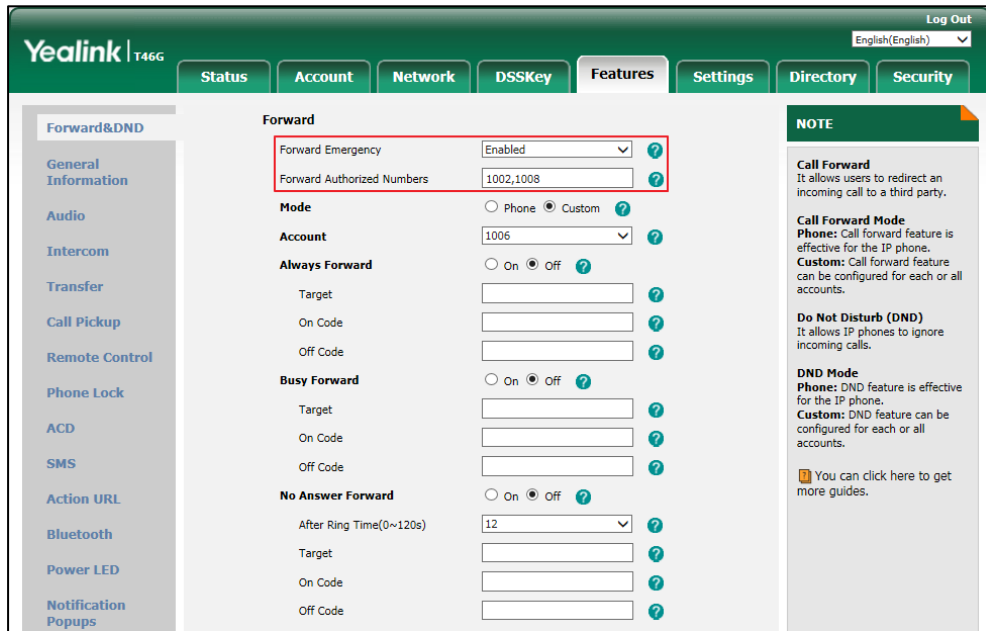 Log Out
English(English)
Yealink | T46G
Status Account Network DSSKey Features Settings Directory Security
Forward&DND
General
Information
Audio
Intercom
Transfer
Call Pickup
Remote Control
Phone Lock
ACD
SMS
Action URL
Bluetooth
Power LED
Notification
Popups
Forward
Forward Emergency Enabled ?
Forward Authorized Numbers 1002,1008 ?
Mode Phone Custom ?
Account 1006 ?
Always Forward On Off ?
Target ?
On Code ?
Off Code ?
Busy Forward On Off ?
Target ?
On Code ?
Off Code ?
No Answer Forward On Off ?
After Ring Time(0~120s) 12 ?
Target ?
On Code ?
Off Code ?
NOTE
Call Forward
It allows users to redirect an
incoming call to a third party.
Call Forward Mode
Phone: Call forward feature is
effective for the IP phone.
Custom: Call forward feature
can be configured for each or all
accounts.
Do Not Disturb (DND)
It allows IP phones to ignore
incoming calls.
DND Mode
Phone: DND feature is effective
for the IP phone.
Custom: DND feature can be
configured for each or all
accounts.
? You can click here to get
more guides.